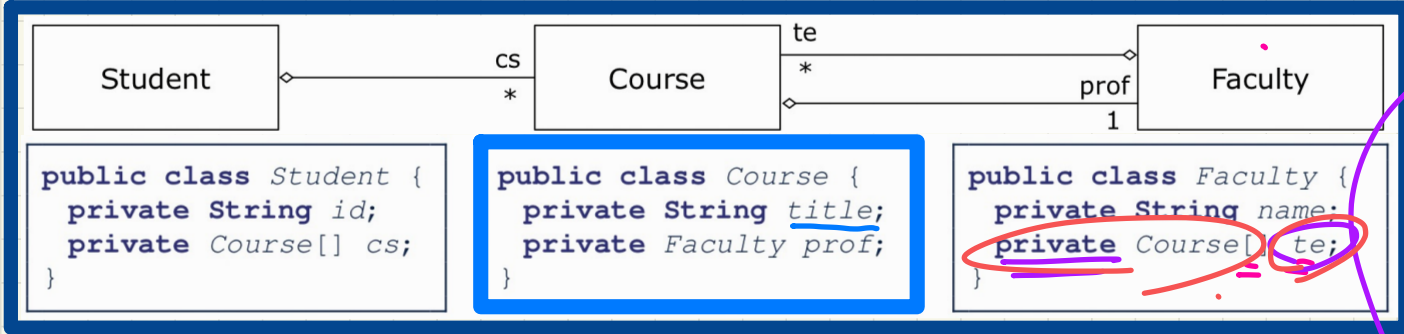 te
cs
Student
Course
Faculty
*
*
prof
1
public class Student {
private String id;
private Course[] cs;
}
public class Course {
private String title;
private Faculty prof;
}
public class Faculty {
private String name;
private Course[] te;
}